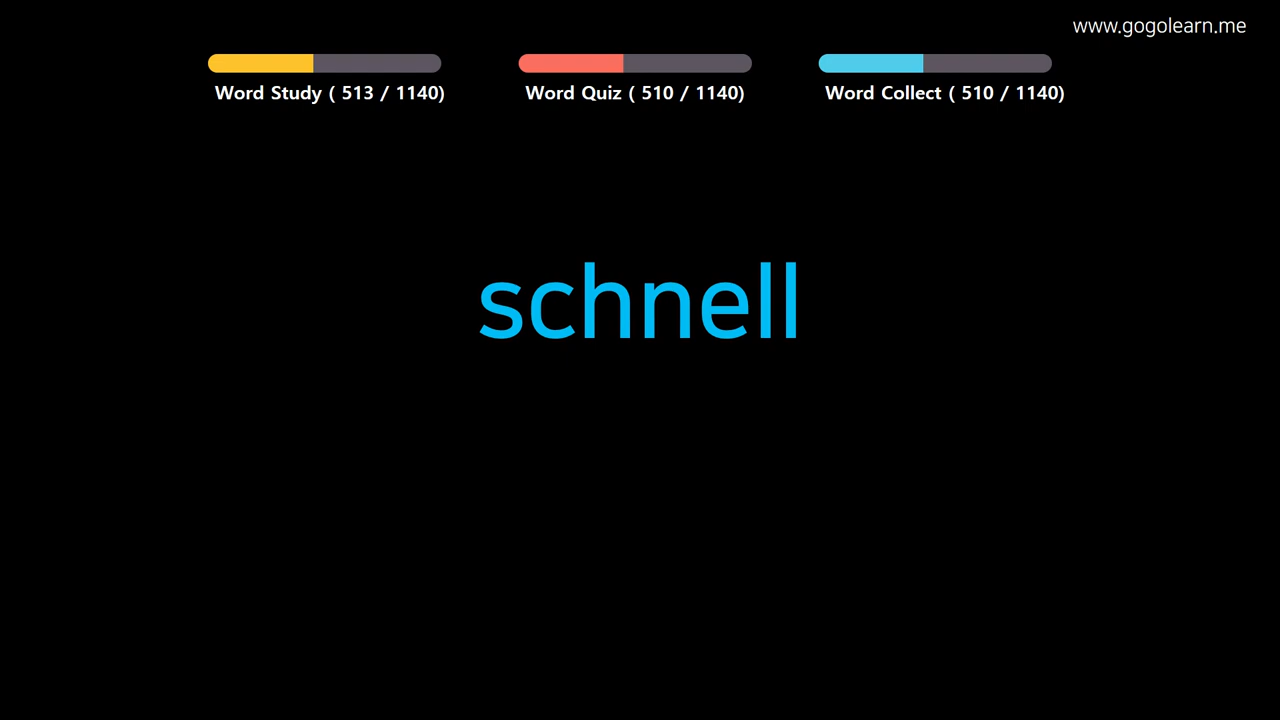 www.gogolearn.me
Word Study ( 513 / 1140)
Word Quiz ( 510 / 1140)
Word Collect ( 510 / 1140)
schnell